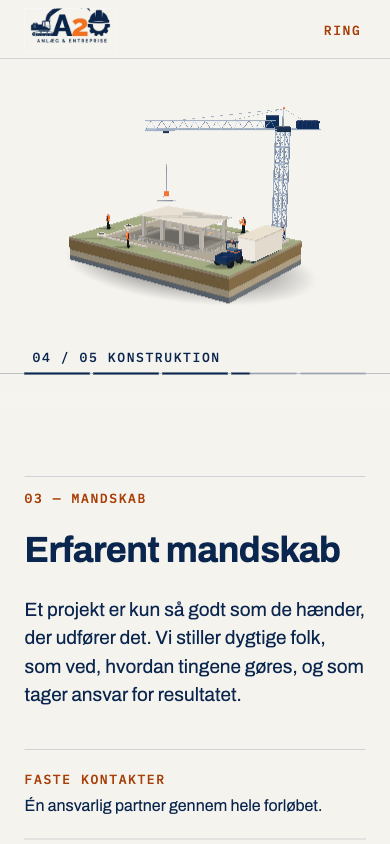 A2
ANLÆG & ENTREPRISE
RING
04 / 05 KONSTRUKTION
03 — MANDSKAB
Erfarent mandskab
Et projekt er kun så godt som de hænder,
der udfører det. Vi stiller dygtige folk,
som ved, hvordan tingene gøres, og som
tager ansvar for resultatet.
FASTE KONTAKTER
Én ansvarlig partner gennem hele forløbet.